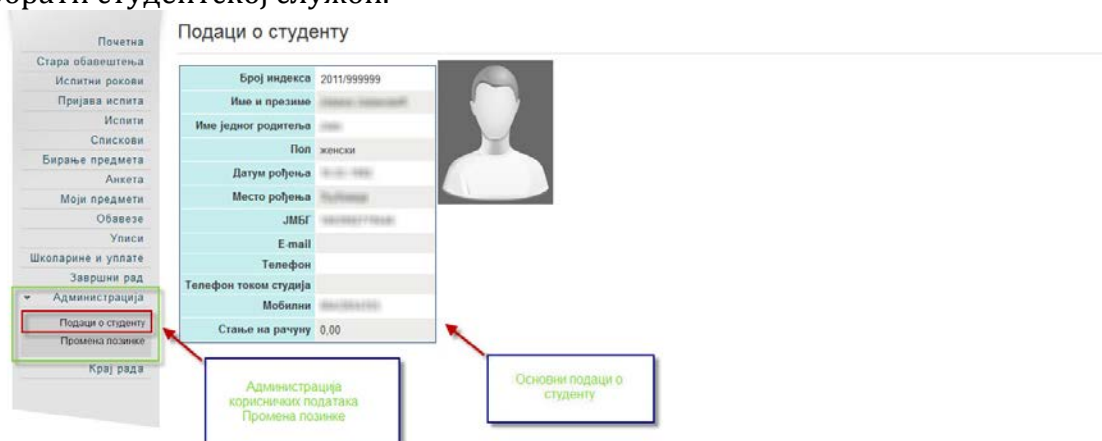 обрати студентској служби.
Почетна
Стара обавештења
Испитни рокови
Пријава испита
Испити
Спискови
Бирање предмета
Анкета
Моји предмети
Обавезе
Уписи
Школарине и уплате
Завршни рад
Администрација
Подаци о студенту
Промена позинке
Крај рада
Подаци о студенту
Број индекса 2011/999999
Име и презиме
Име једног родитеља
Пол женски
Датум рођења
Место рођења
ЈМБГ
E-mail
Телефон
Телефон током студија
Мобилни
Стање на рачуну 0,00
Администрација
корисничких података
Промена позинке
Основни подаци о
студенту